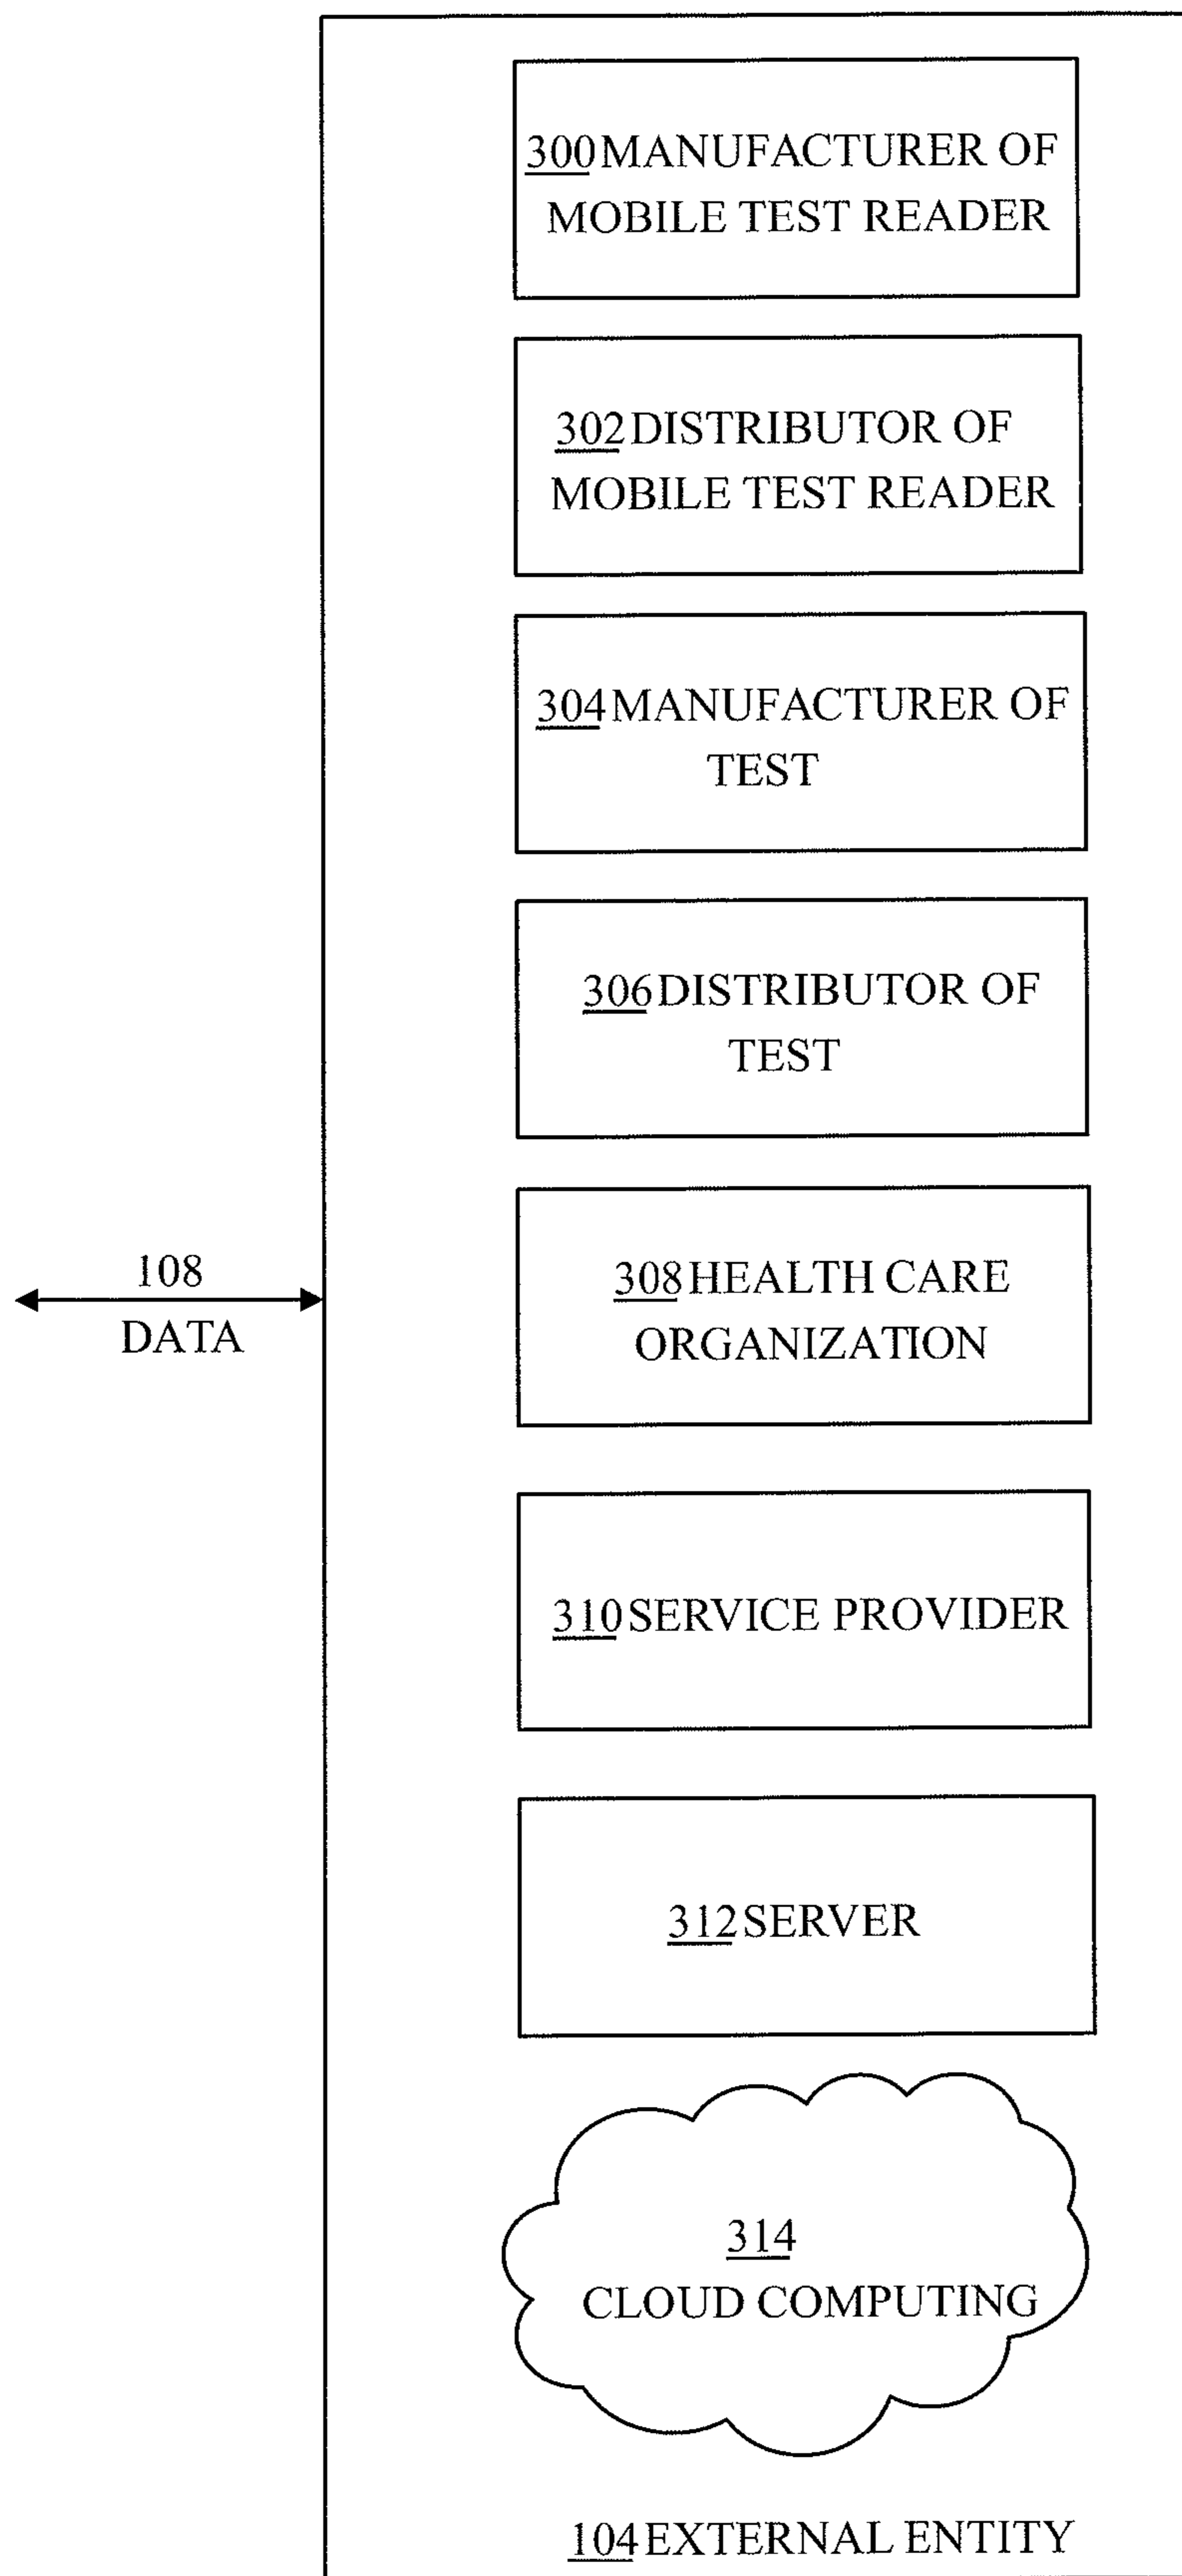 300 MANUFACTURER OF
MOBILE TEST READER
302 DISTRIBUTOR OF
MOBILE TEST READER
304 MANUFACTURER OF
TEST
306 DISTRIBUTOR OF
TEST
108
DATA
308 HEALTH CARE
ORGANIZATION
310 SERVICE PROVIDER
312 SERVER
314
CLOUD COMPUTING
104 EXTERNAL ENTITY